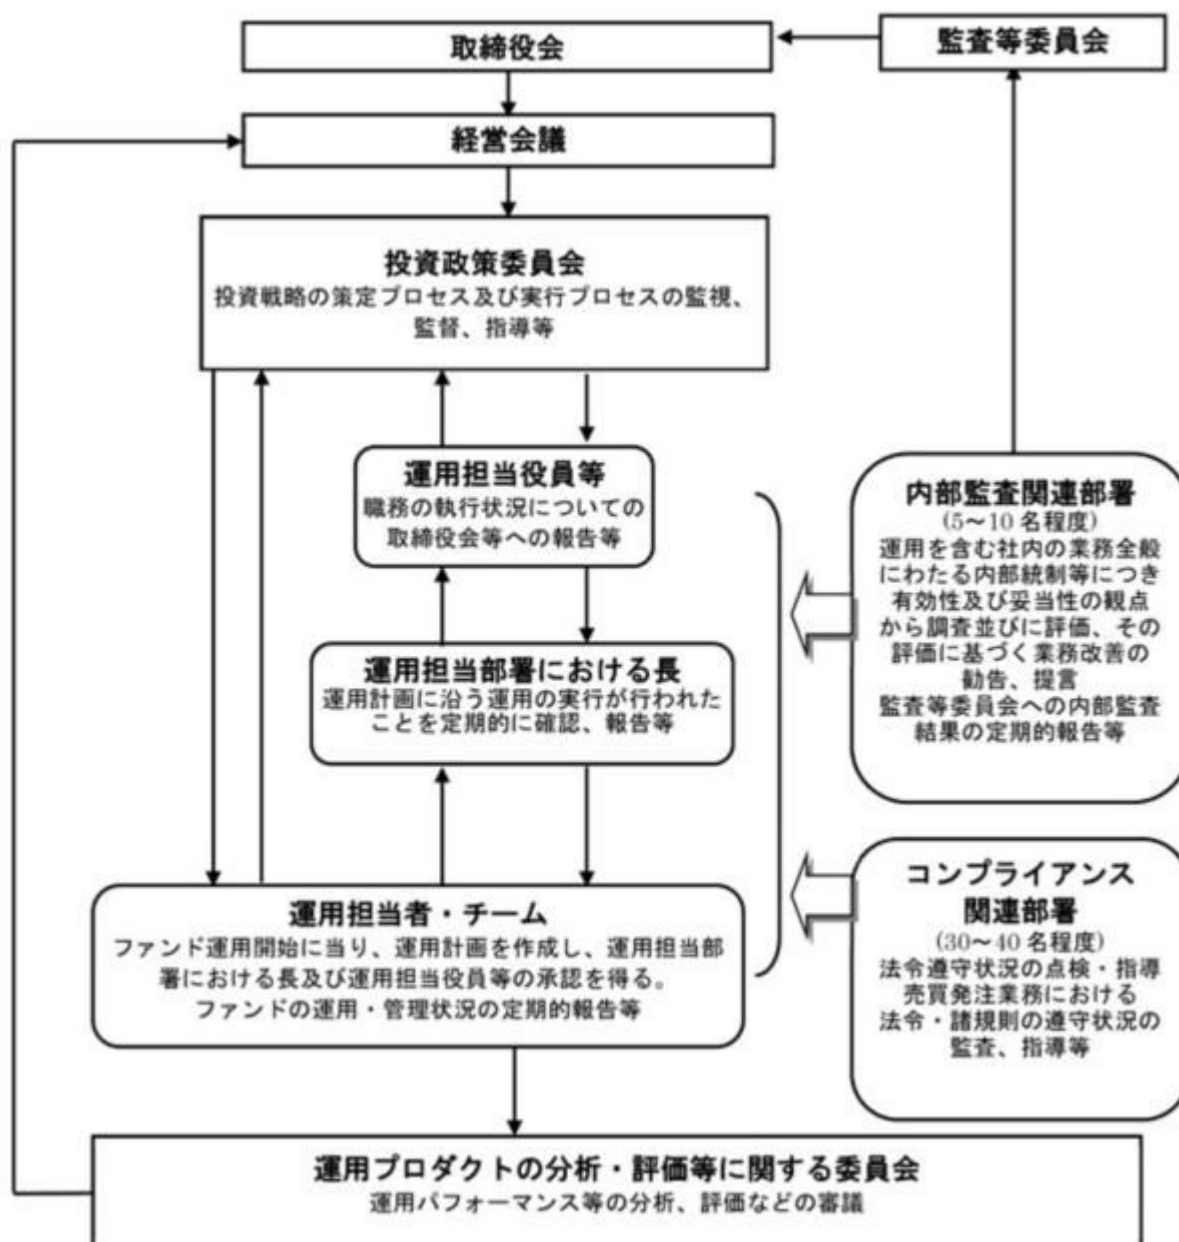 取締役会
監査等委員会
経営会議
投資政策委員会
投資戦略の策定プロセス及び実行プロセスの監視、
監督、指導等
運用担当役員等
職務の執行状況についての
取締役会等への報告等
運用担当部署における長
運用計画に沿う運用の実行が行われた
ことを定期的に確認、報告等
内部監査関連部署
(5～10 名程度)
運用を含む社内の業務全般
にわたる内部統制等につき
有効性及び妥当性の観点
から調査並びに評価、その
評価に基づく業務改善の
勧告、提言
監査等委員会への内部監査
結果の定期的報告等
運用担当者・チーム
ファンド運用開始に当り、運用計画を作成し、運用担当部
署における長及び運用担当役員等の承認を得る。
ファンドの運用・管理状況の定期的報告等
コンプライアンス
関連部署
(30～40 名程度)
法令遵守状況の点検・指導
売買発注業務における
法令・諸規則の遵守状況の
監査、指導等
運用プロダクトの分析・評価等に関する委員会
運用パフォーマンス等の分析、評価などの審議